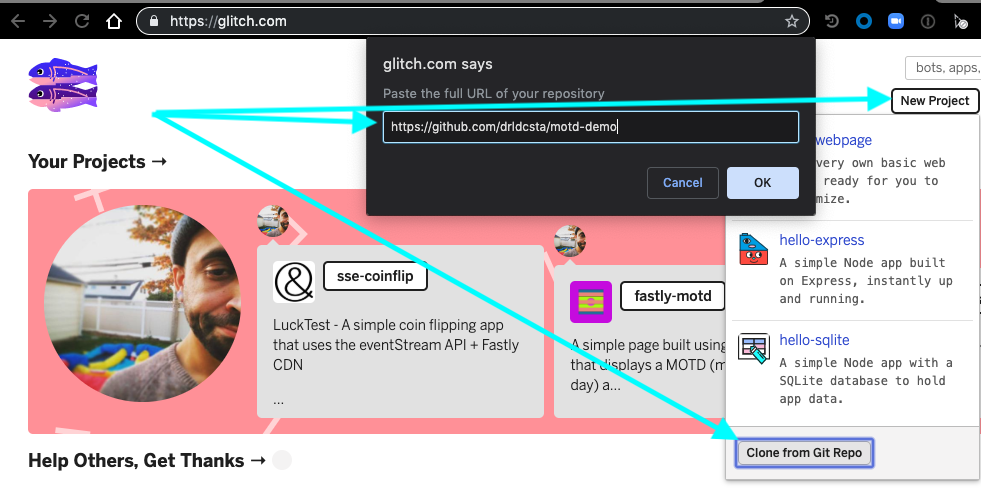 https://glitch.com
glitch.com says
Paste the full URL of your repository
https://github.com/drldcsta/motd-demo
Cancel
OK
bots, apps,
New Project
webpage
very own basic web
ready for you to
mize.
hello-express
A simple Node app built
on Express, instantly up
and running.
hello-sqlite
A simple Node app with a
SQLite database to hold
app data.
Clone from Git Repo
Your Projects →
sse-coinflip
LuckTest - A simple coin flipping app
that uses the eventStream API + Fastly
CDN
...
fastly-motd
A simple page built using
that displays a MOTD (m
day) a...
Help Others, Get Thanks →